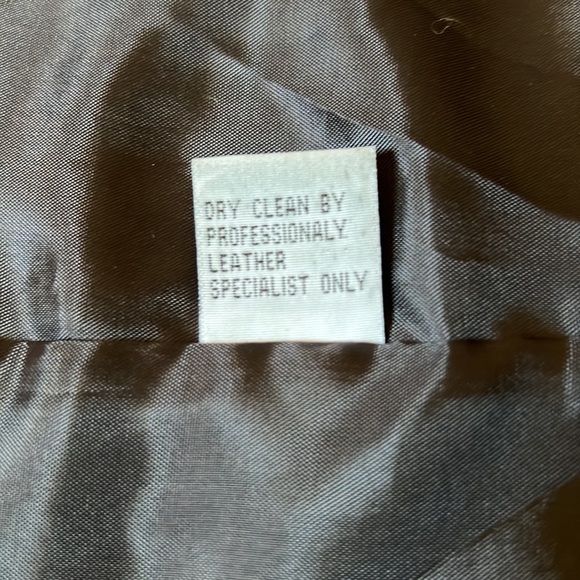 DRY CLEAN BY
PROFESSIONALY
LEATHER
SPECIALIST ONLY